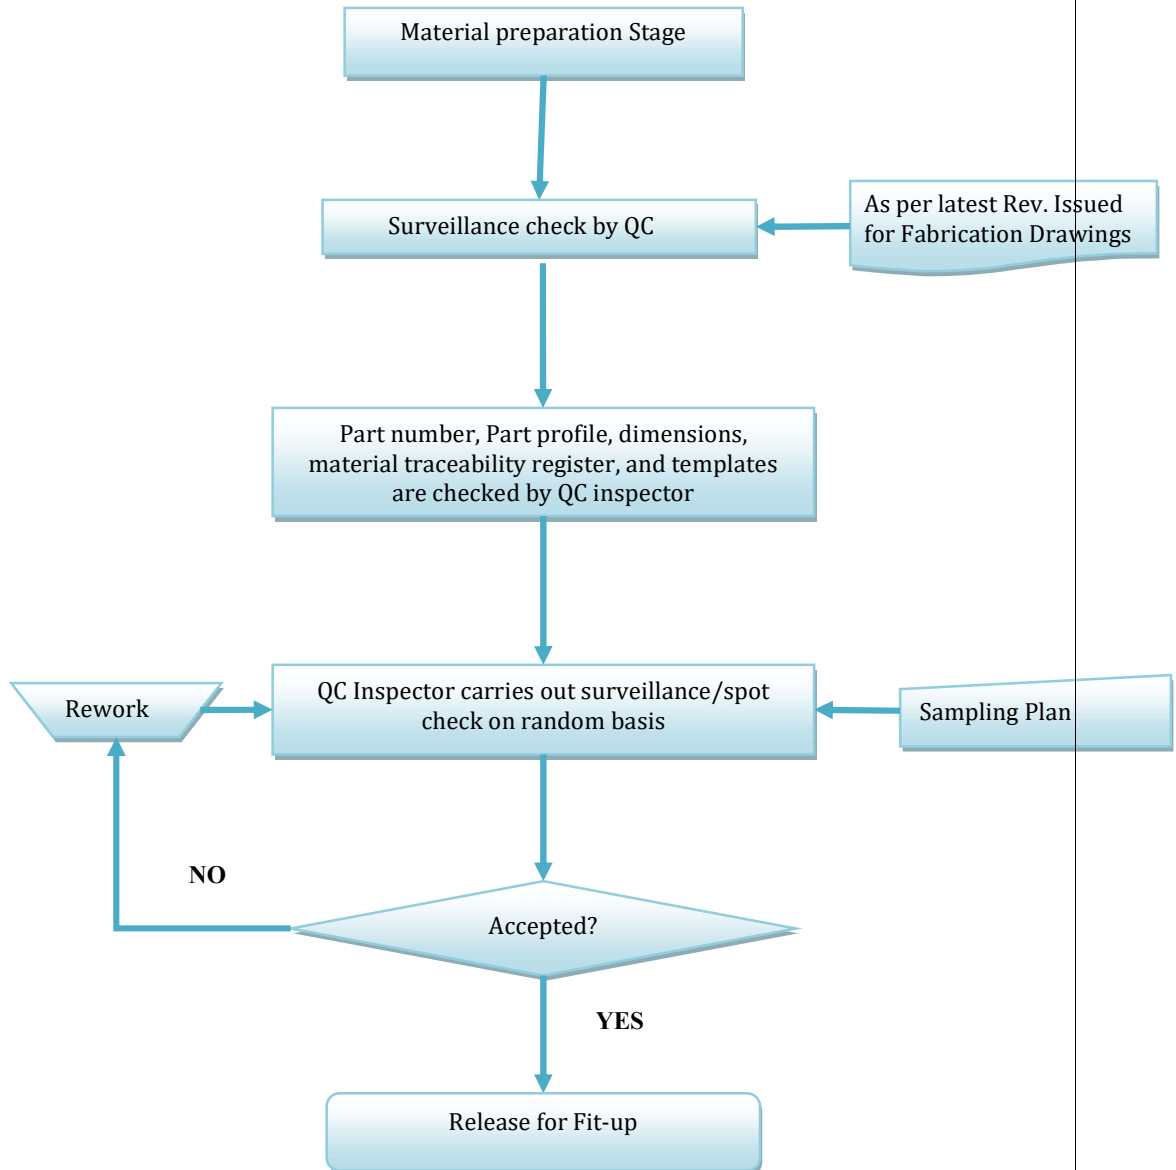 Material preparation Stage
Surveillance check by QC
As per latest Rev. Issued
for Fabrication Drawings
Part number, Part profile, dimensions,
material traceability register, and templates
are checked by QC inspector
Rework
QC Inspector carries out surveillance/spot
check on random basis
Sampling Plan
NO
Accepted?
YES
Release for Fit-up